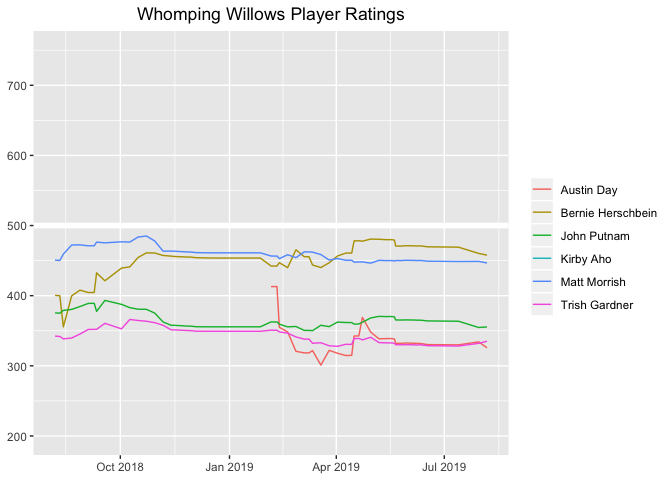 Whomping Willows Player Ratings
700
600
500
400
300
200
Oct 2018
Jan 2019
Apr 2019
Jul 2019
Austin Day
Bernie Herschbein
John Putnam
Kirby Aho
Matt Morrish
Trish Gardner